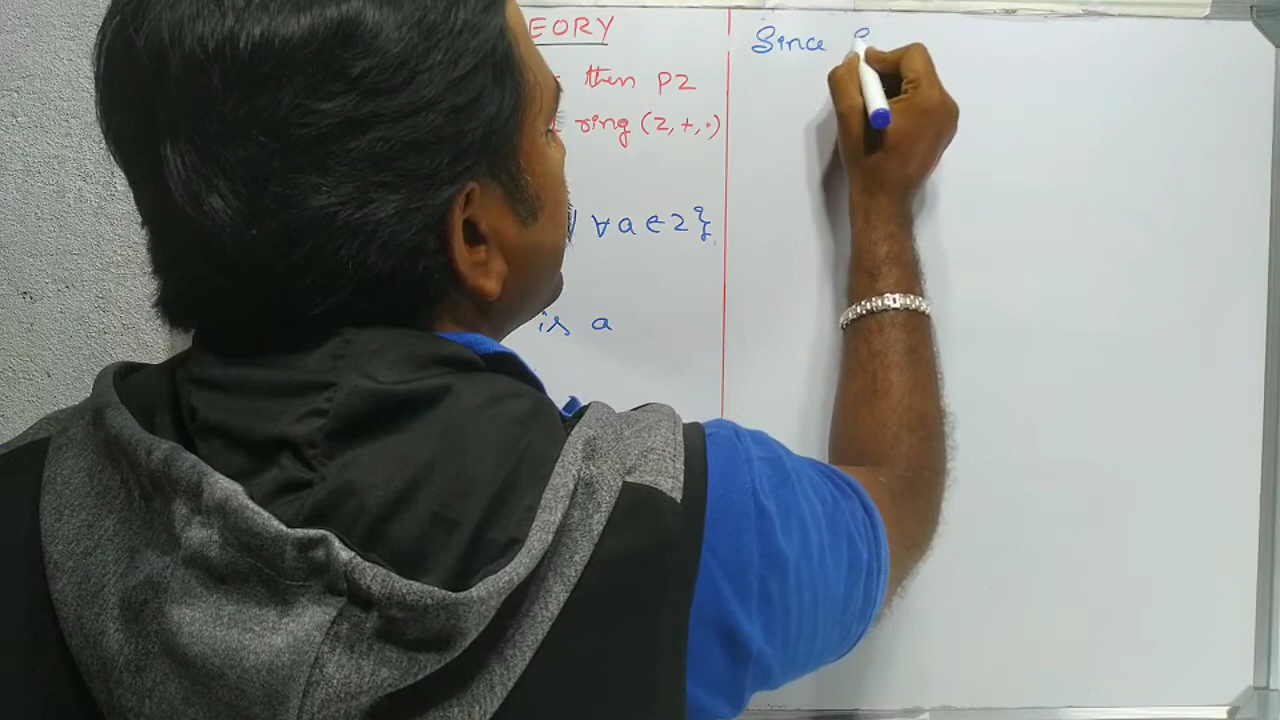 EORY
then PZ
ring (Z, +, ·)
∀ a ∈ Z}
is a
Since